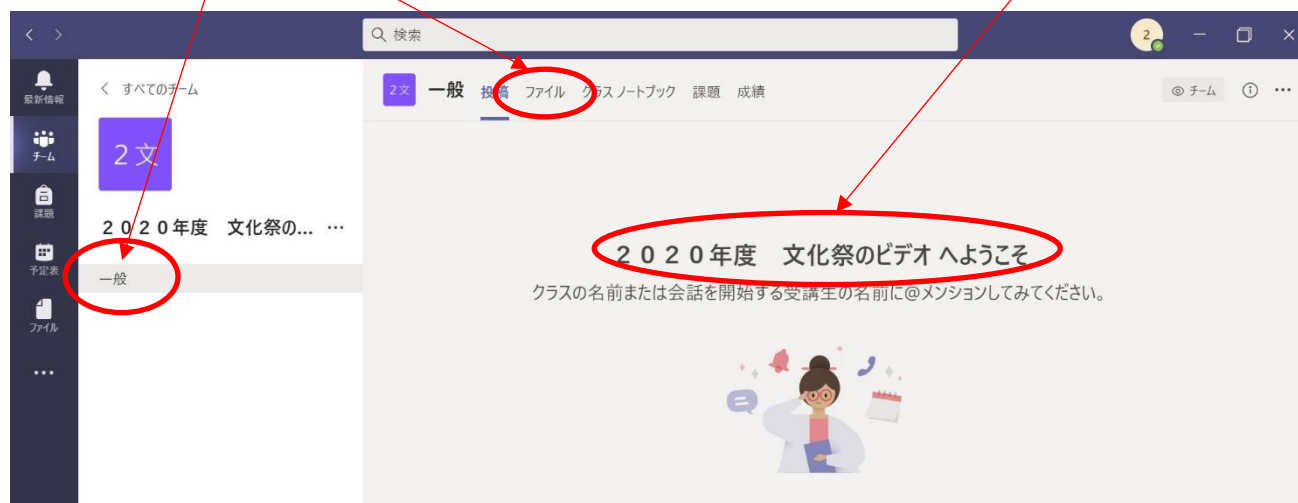 検索
2
最新情報
チーム
課題
予定表
ファイル
すべてのチーム
2文
２０２０年度　文化祭の...
一般
2文 一般 投稿 ファイル クラス ノートブック 課題 成績
チーム
２０２０年度　文化祭のビデオ へようこそ
クラスの名前または会話を開始する受講生の名前に@メンションしてみてください。